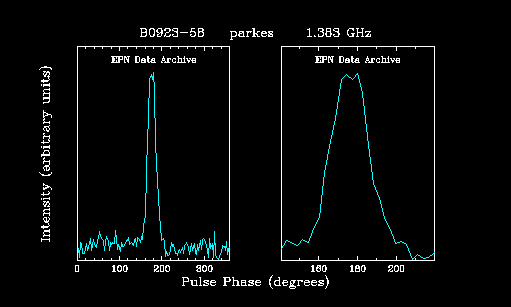 B0923-58 parkes 1.383 GHz
EPN Data Archive EPN Data Archive
Intensity (arbitrary units)
0 100 200 300 160 180 200
Pulse Phase (degrees)